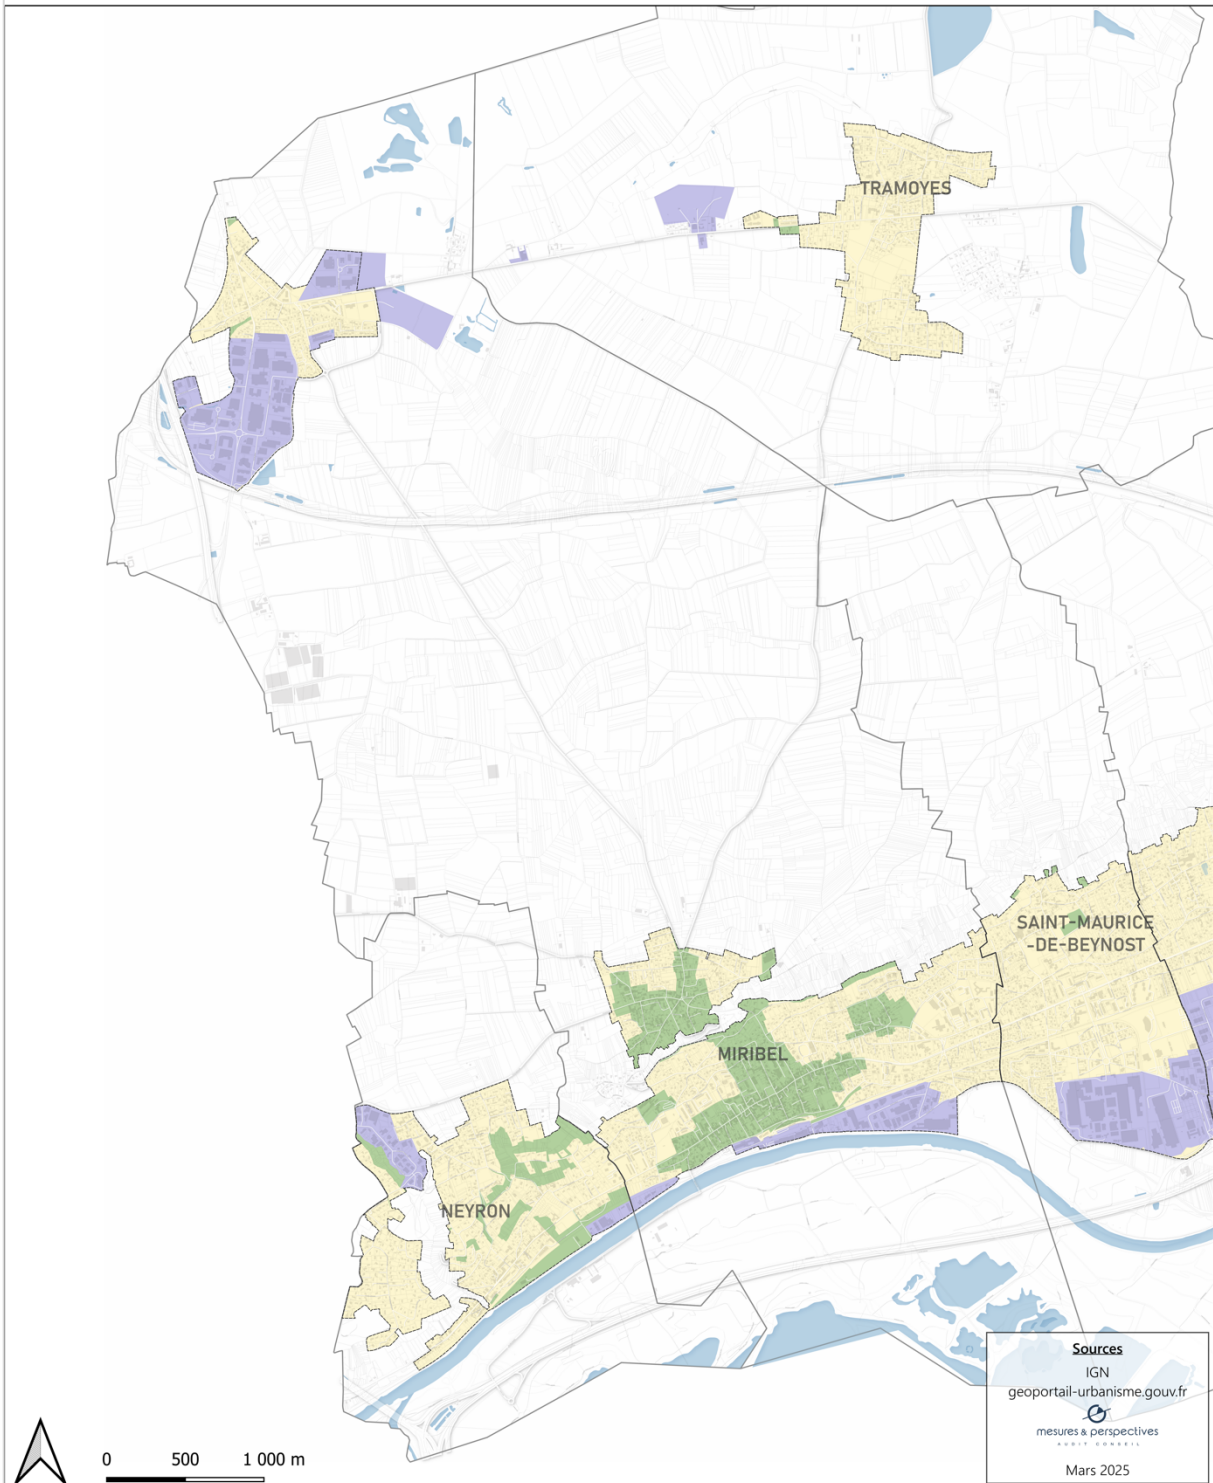 TRAMOYES
SAINT-MAURICE
-DE-BEYNOST
MIRIBEL
NEYRON
Sources
IGN
geoportail-urbanisme.gouv.fr
mesures & perspectives
AUDIT CONSEIL
Mars 2025
0 500 1 000 m